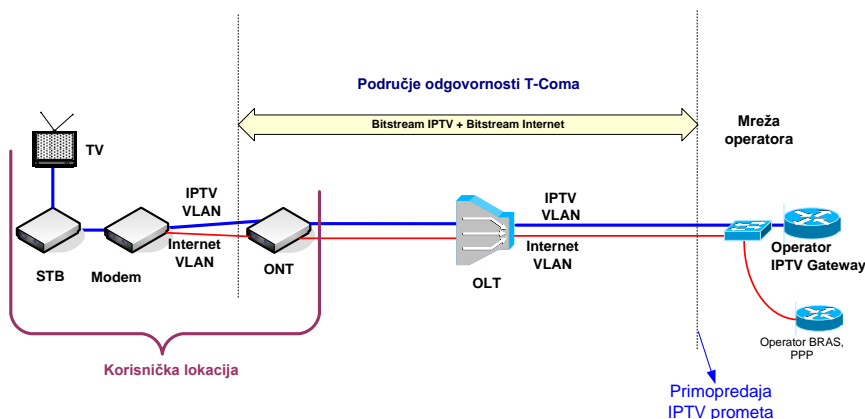 Područje odgovornosti T-Coma
Bitstream IPTV + Bitstream Internet
Mreža
operatora
TV
IPTV
VLAN
Internet
VLAN
STB
Modem
ONT
OLT
IPTV
VLAN
Internet
VLAN
Operator
IPTV Gateway
Operator BRAS,
PPP
Korisnička lokacija
Primopredaja
IPTV prometa